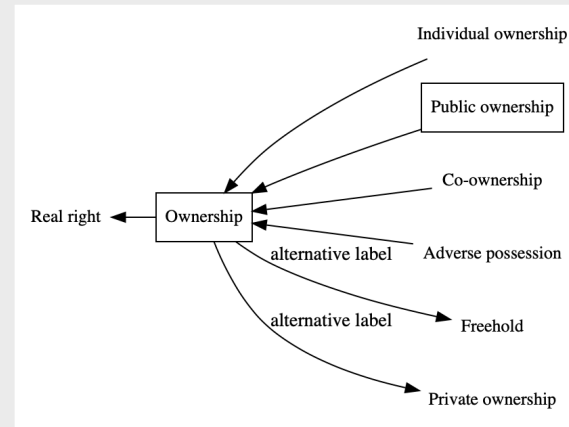 Individual ownership
Public ownership
Co-ownership
Real right
Ownership
alternative label
Adverse possession
alternative label
Freehold
Private ownership